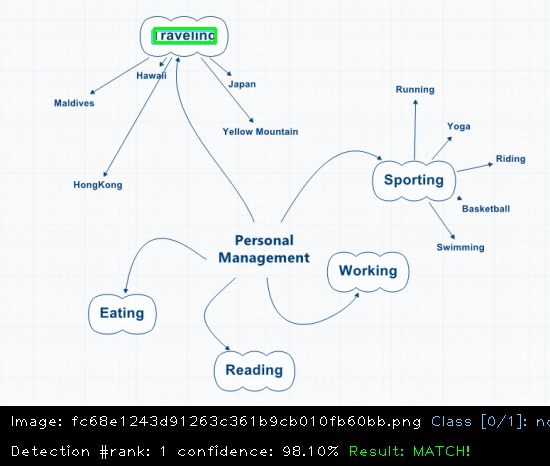 Traveling
Hawaii
Japan
Maldives
Yellow Mountain
HongKong
Running
Yoga
Riding
Sporting
Basketball
Swimming
Personal
Management
Working
Eating
Reading
Image: fc68e1243d91263c361b9cb010fb60bb.png Class [0/1]:
Detection #rank: 1 confidence: 98.10% Result: MATCH!